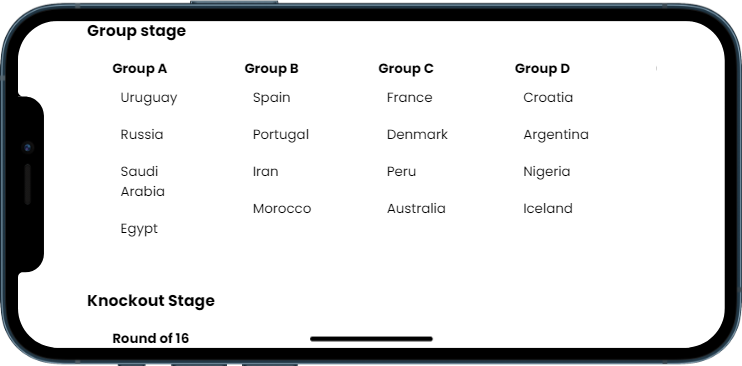 Group stage
Group A Group B Group C Group D
Uruguay Spain France Croatia
Russia Portugal Denmark Argentina
Saudi Iran Peru Nigeria
Arabia
Morocco Australia Iceland
Egypt
Knockout Stage
Round of 16